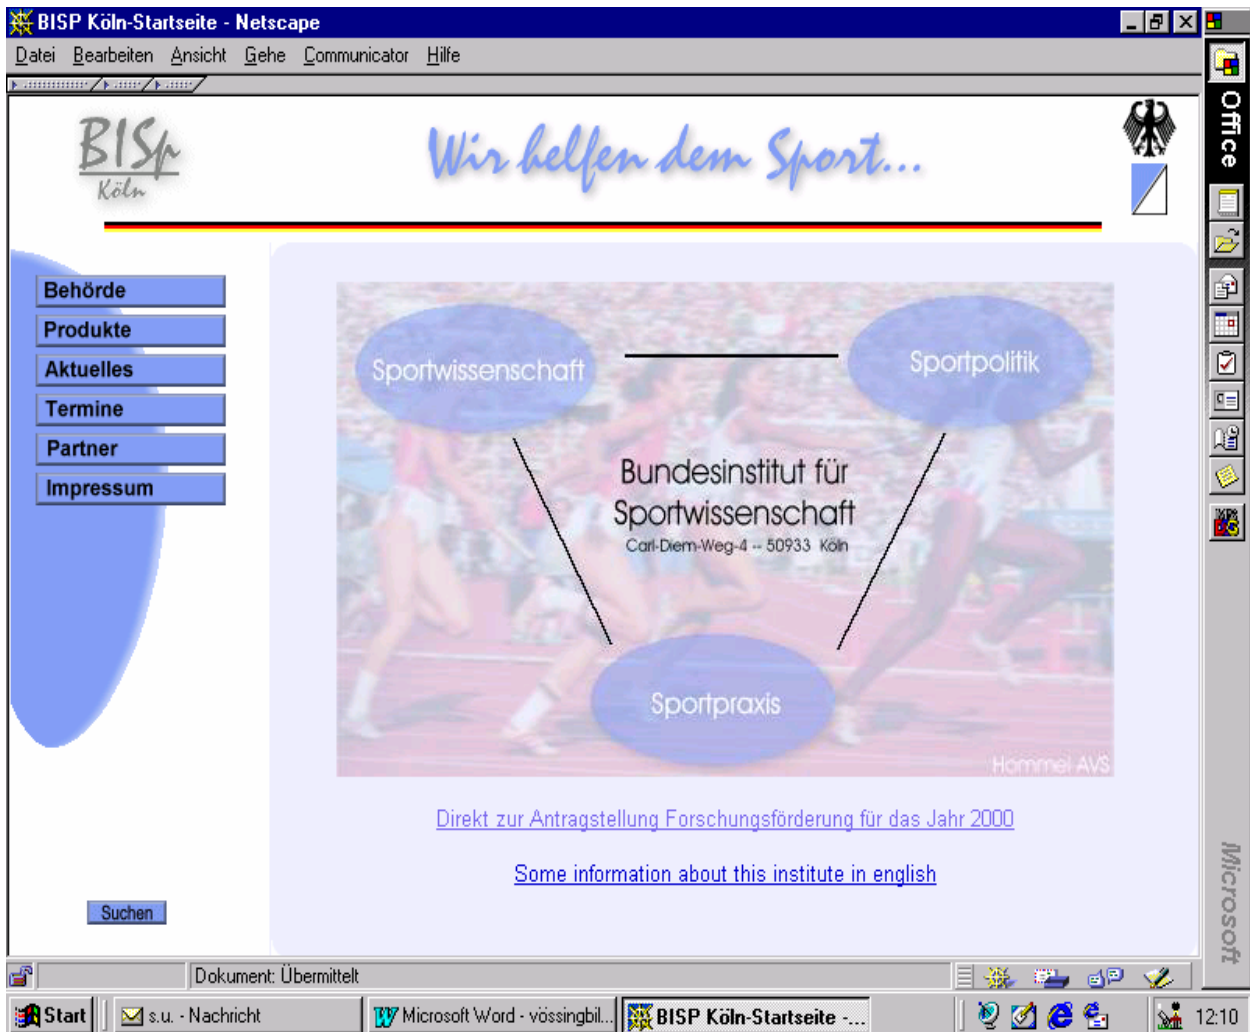 BISP Köln-Startseite - Netscape
Datei Bearbeiten Ansicht Gehe Communicator Hilfe
Office
BISp
Köln
Wir helfen dem Sport...
Behörde
Produkte
Aktuelles
Termine
Partner
Impressum
Sportwissenschaft
Sportpolitik
Bundesinstitut für
Sportwissenschaft
Carl-Diem-Weg-4 -- 50933 Köln
Sportpraxis
Hommel AVS
Direkt zur Antragstellung Forschungsförderung für das Jahr 2000
Some information about this institute in english
Suchen
Microsoft
Dokument: Übermittelt
Start
s.u. - Nachricht
Microsoft Word - vössingbil...
BISP Köln-Startseite -...
12:10